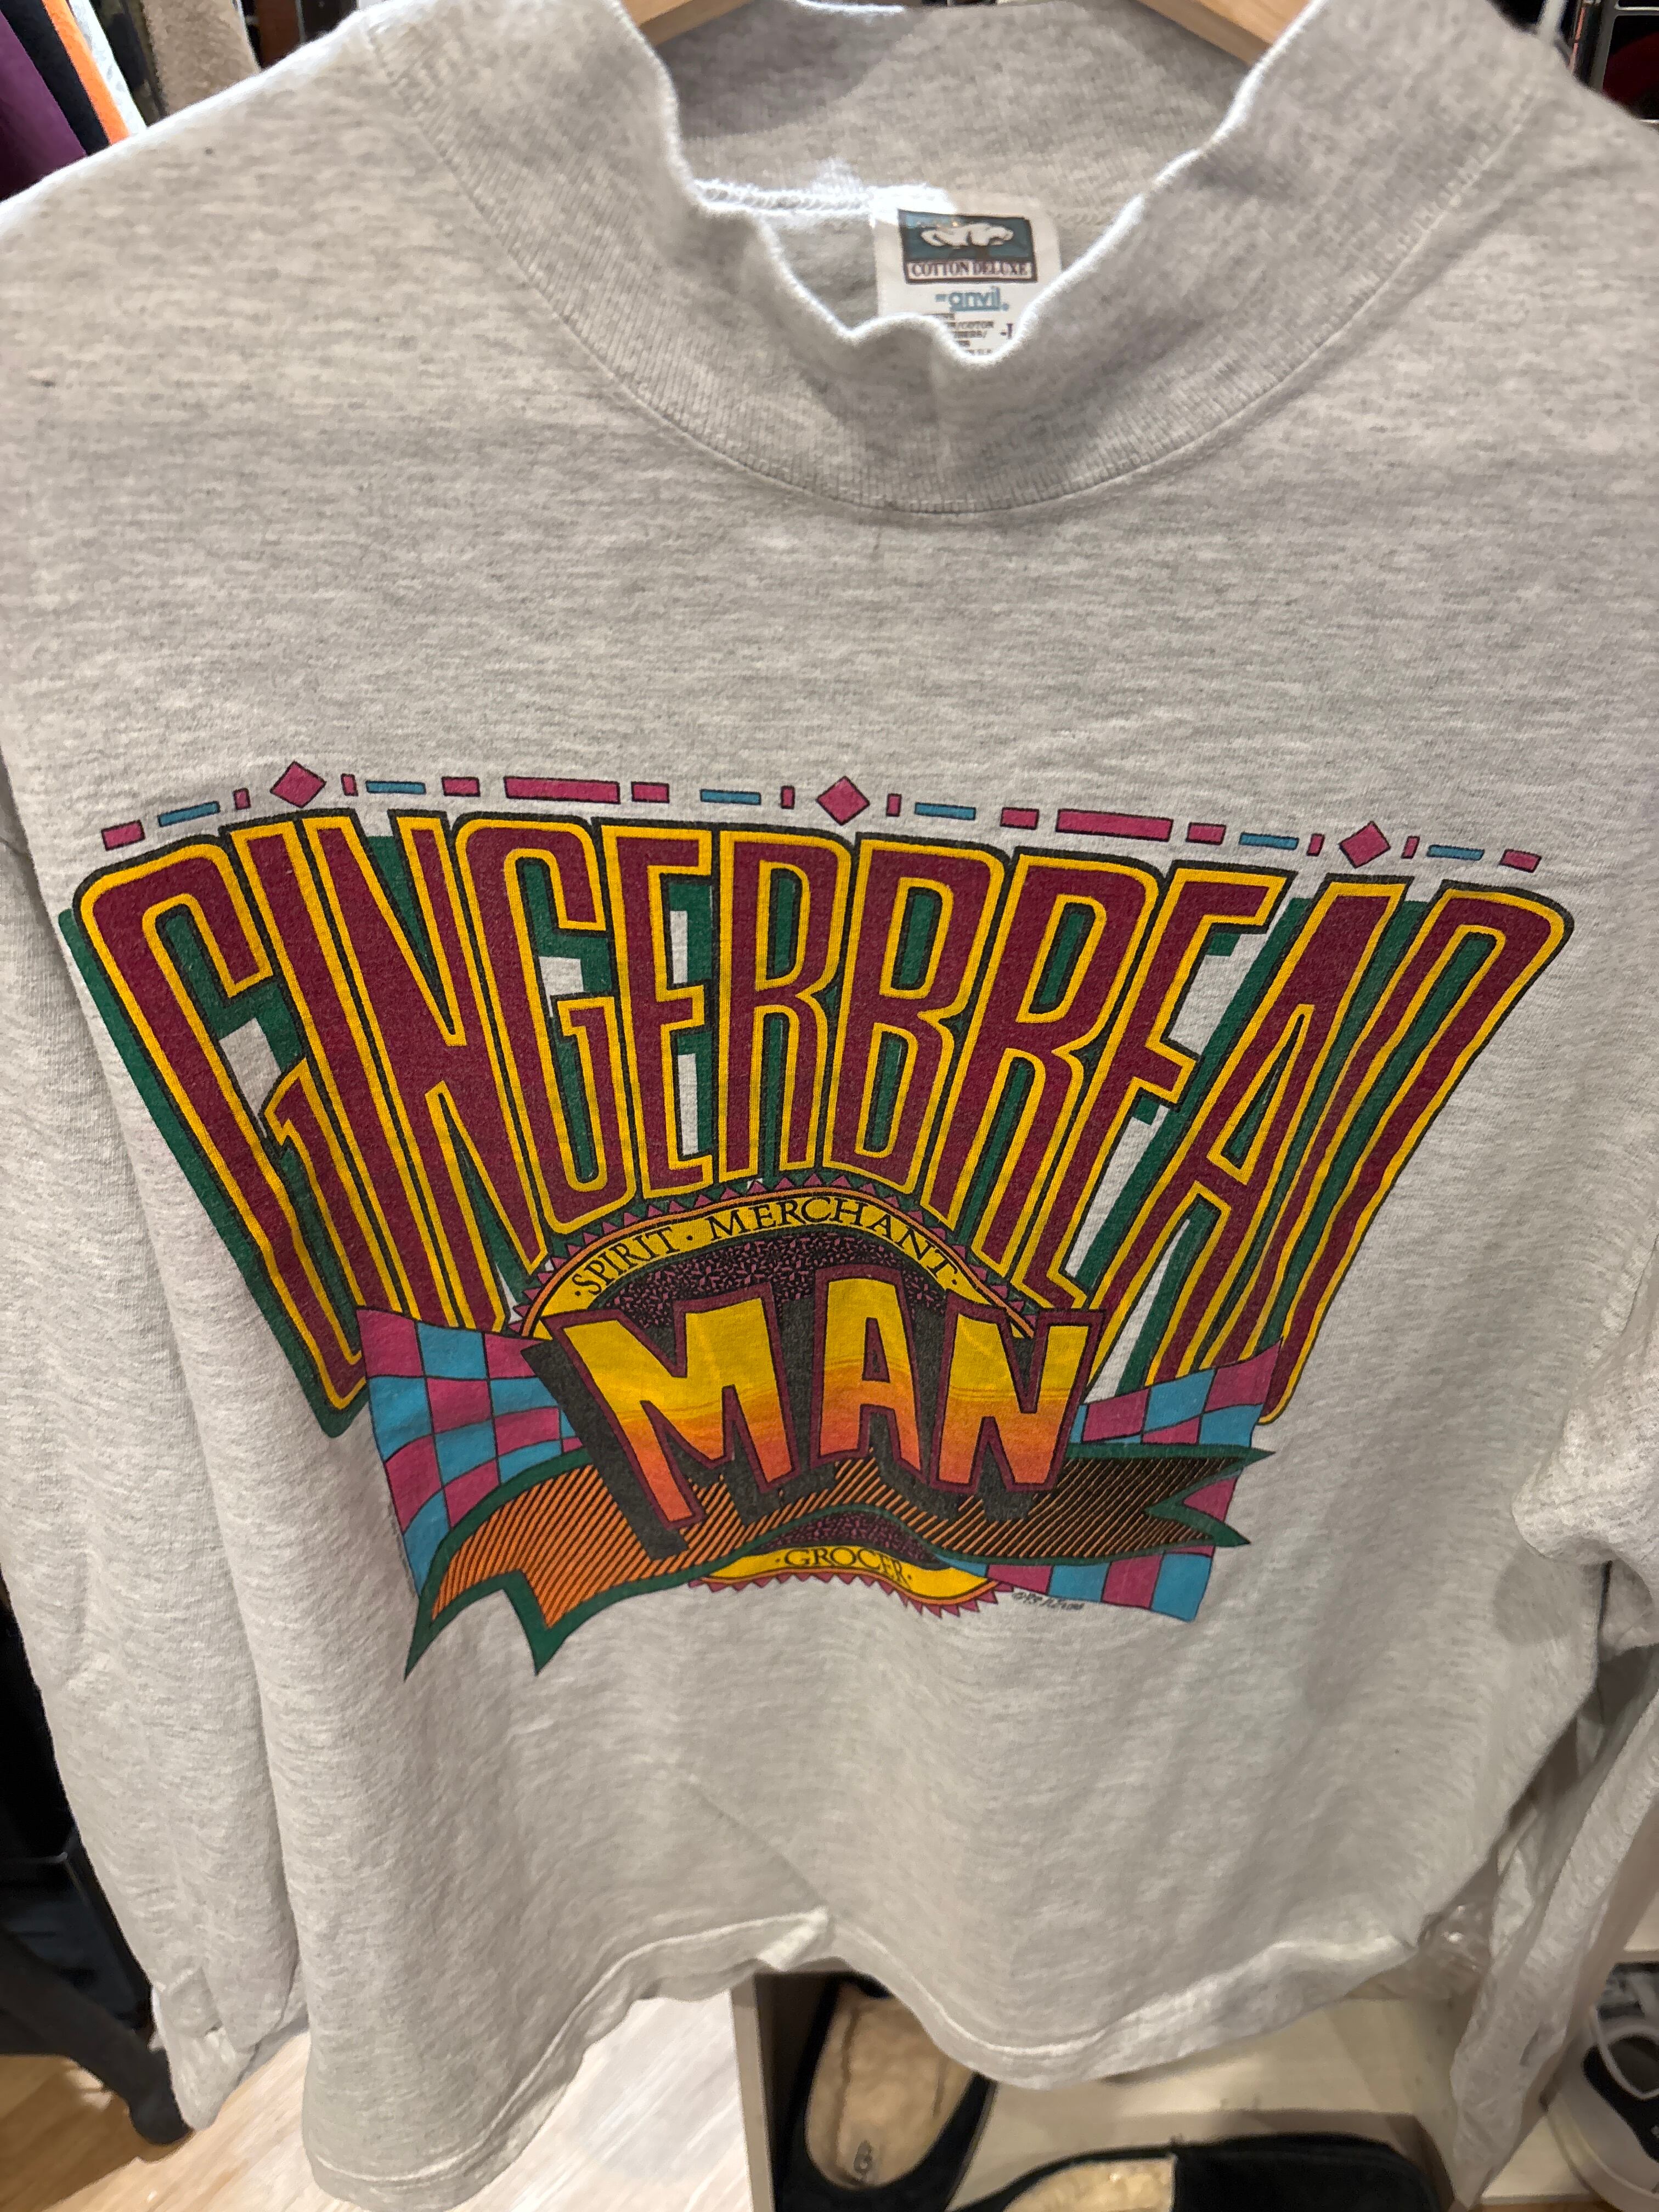 COTTON DELUXE
anvil.
GINGERBREAD
· SPIRIT · MERCHANT ·
MAN
· GROCER ·